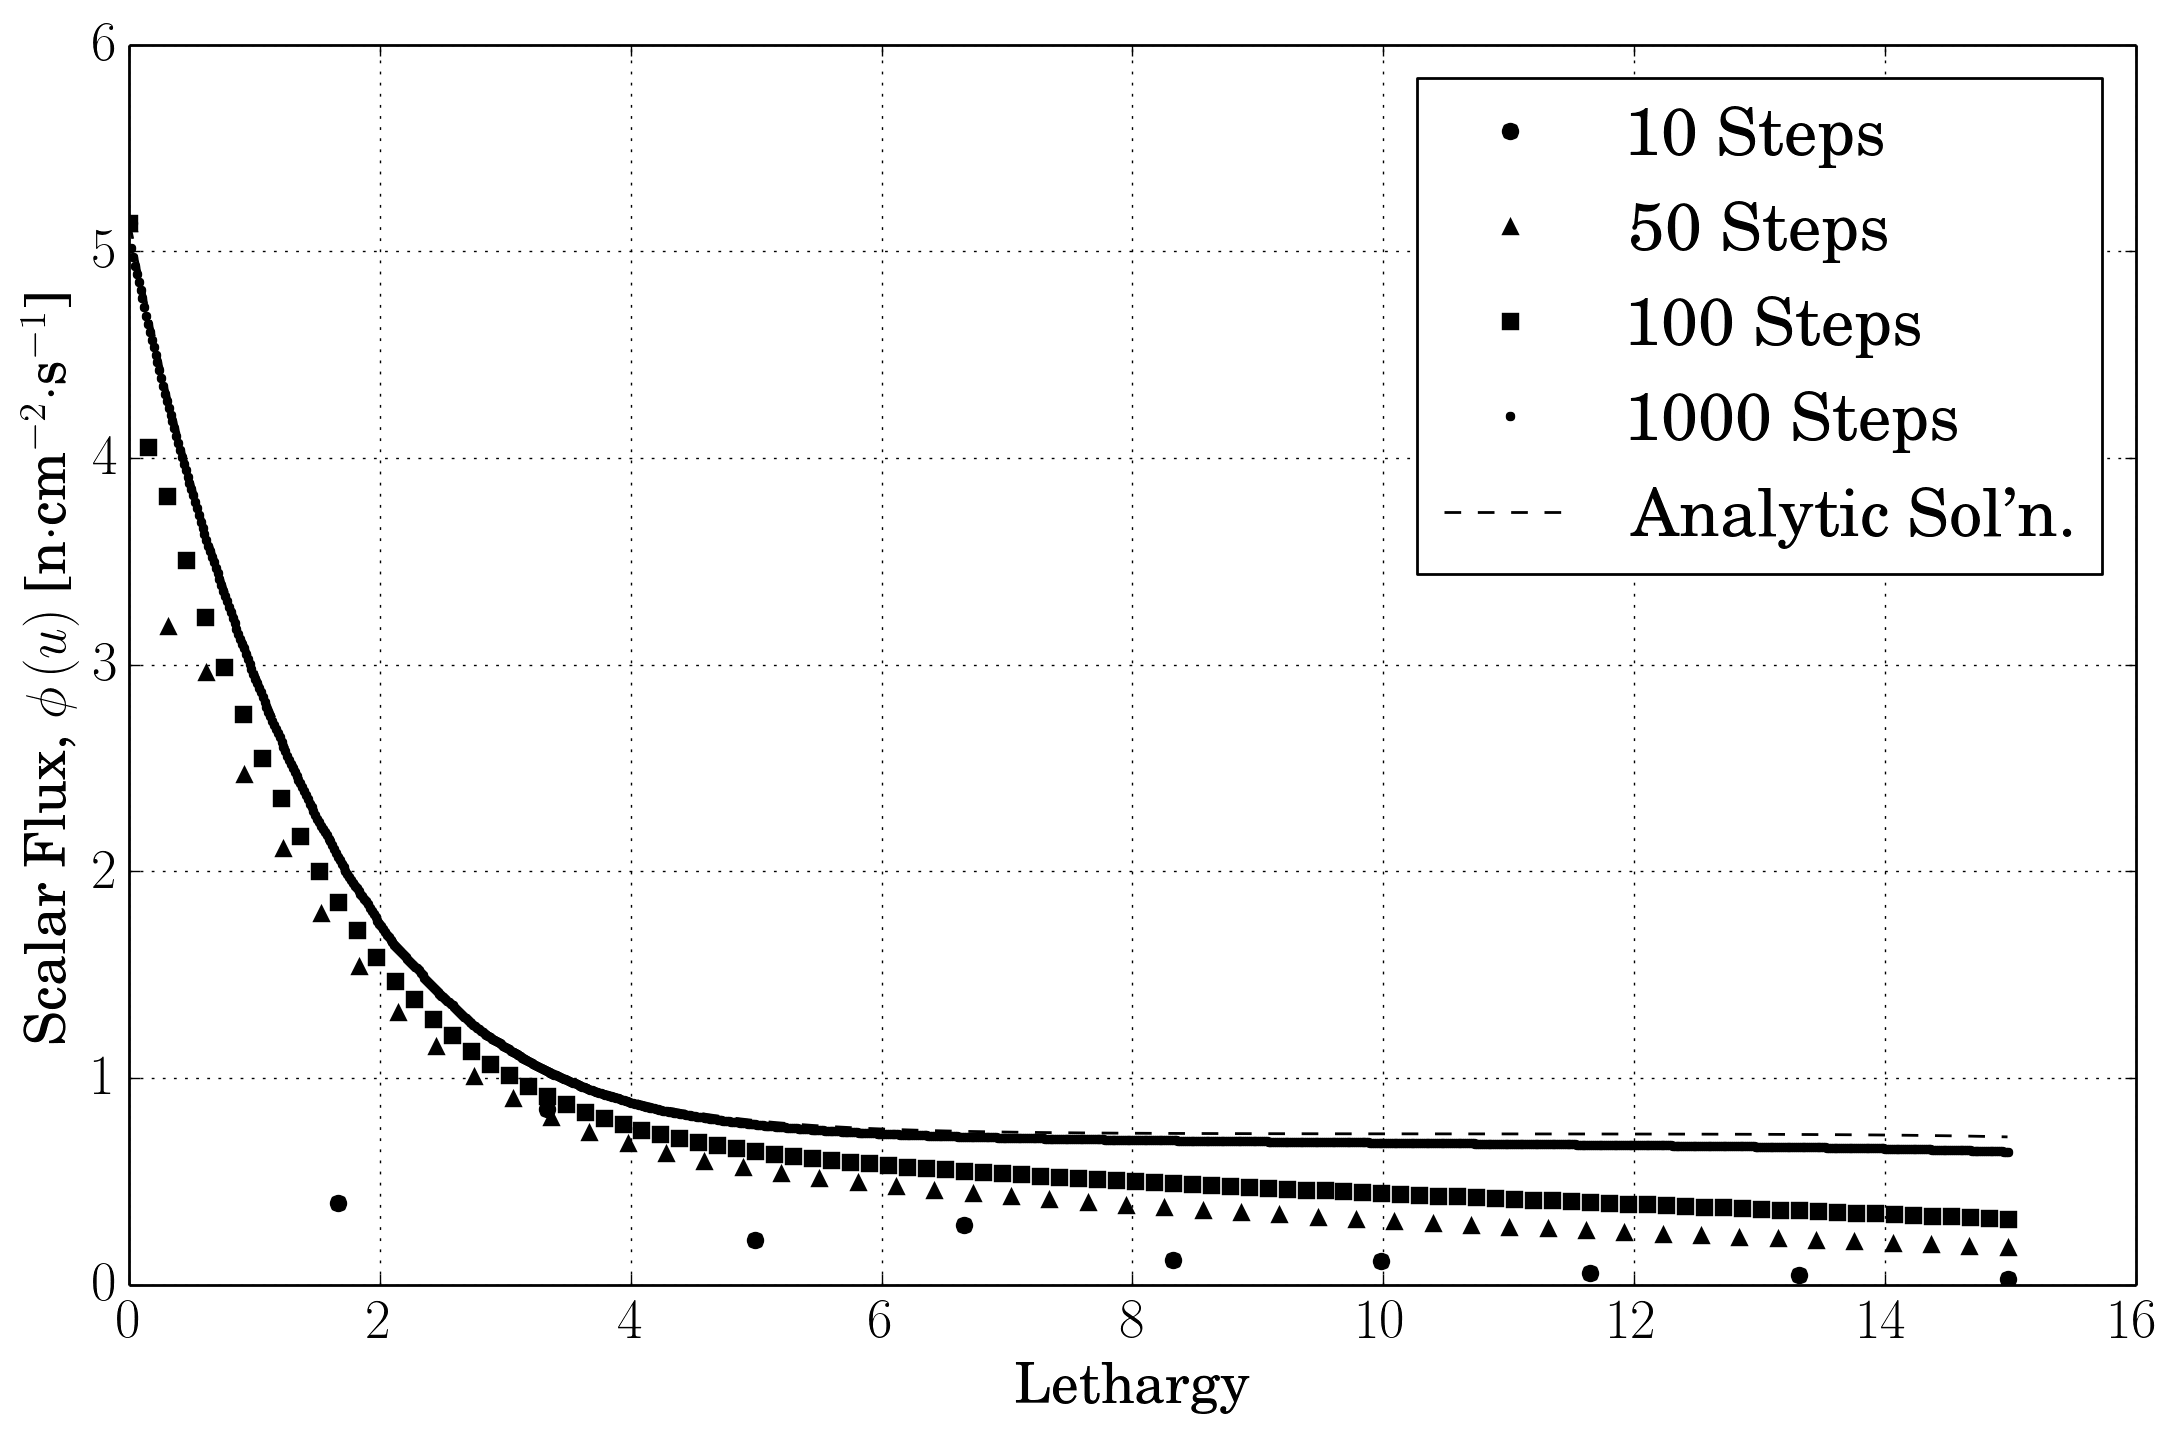 6
5
4
3
2
1
0
Scalar Flux, ϕ(u) [n·cm⁻²·s⁻¹]
10 Steps
50 Steps
100 Steps
1000 Steps
Analytic Sol'n.
0 2 4 6 8 10 12 14 16
Lethargy